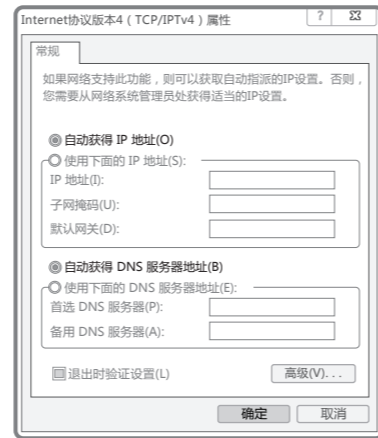 Internet协议版本4（TCP/IPTv4）属性
常规
如果网络支持此功能，则可以获取自动指派的IP设置。否则，
您需要从网络系统管理员处获得适当的IP设置。
自动获得 IP 地址(O)
使用下面的 IP 地址(S):
IP 地址(I):
子网掩码(U):
默认网关(D):
自动获得 DNS 服务器地址(B)
使用下面的 DNS 服务器地址(E):
首选 DNS 服务器(P):
备用 DNS 服务器(A):
退出时验证设置(L)
高级(V)...
确定 取消